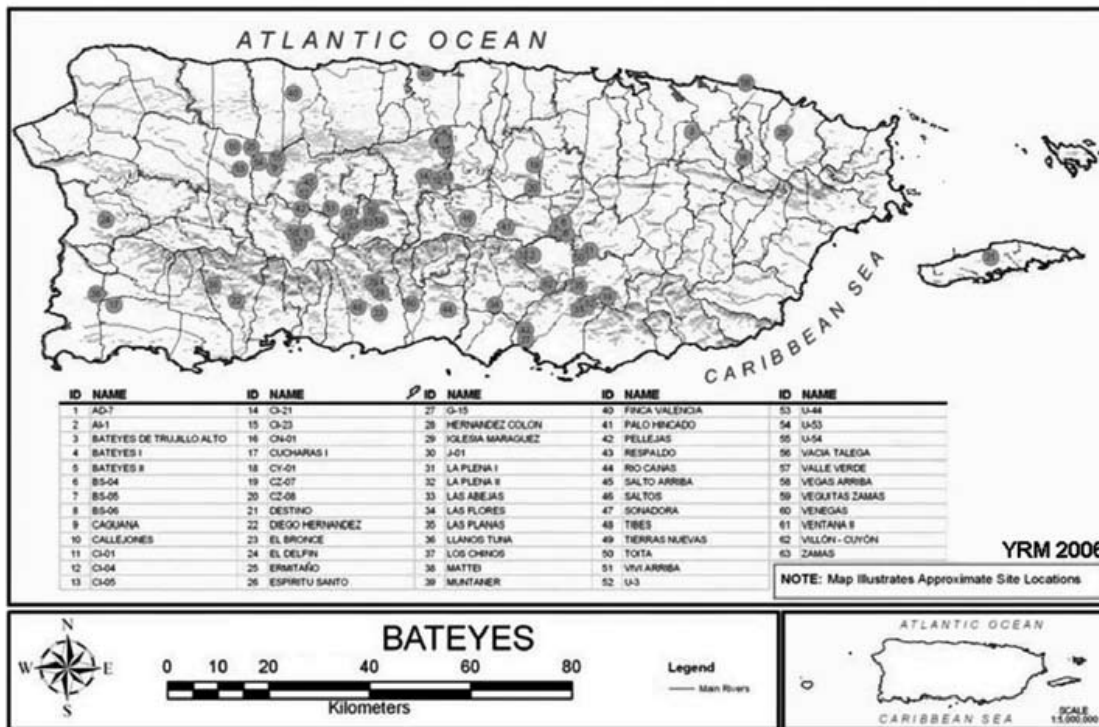 ATLANTIC OCEAN
CARIBBEAN SEA
ID NAME ID NAME ID NAME ID NAME ID NAME
1 AD-7 14 CI-21 27 G-15 40 FINCA VALENCIA 53 U-44
2 AI-1 15 CI-23 28 HERNANDEZ COLON 41 PALO HINCADO 54 U-53
3 BATEYES DE TRUJILLO ALTO 16 CN-01 29 IGLESIA MARAGUEZ 42 PELLEJAS 55 U-54
4 BATEYES I 17 CUCHARAS I 30 J-01 43 RESPALDO 56 VACIA TALEGA
5 BATEYES II 18 CY-01 31 LA PLENA I 44 RIO CANAS 57 VALLE VERDE
6 BS-04 19 CZ-07 32 LA PLENA II 45 SALTO ARRIBA 58 VEGAS ARRIBA
7 BS-05 20 CZ-08 33 LAS ABEJAS 46 SALTOS 59 VEGUITAS ZAMAS
8 BS-06 21 DESTINO 34 LAS FLORES 47 SONADORA 60 VENEGAS
9 CAGUANA 22 DIEGO HERNANDEZ 35 LAS PLANAS 48 TIBES 61 VENTANA II
10 CALLEJONES 23 EL BRONCE 36 LLANOS TUNA 49 TIERRAS NUEVAS 62 VILLÓN - CUYÓN
11 CI-01 24 EL DELFIN 37 LOS CHINOS 50 TOITA 63 ZAMAS
12 CI-04 25 ERMITAÑO 38 MATTEI 51 VIVI ARRIBA
13 CI-05 26 ESPIRITU SANTO 39 MUNTANER 52 U-3
YRM 2006
NOTE: Map Illustrates Approximate Site Locations
BATEYES
N
W E
S
0 10 20 40 60 80
Kilometers
Legend
Main Rivers
ATLANTIC OCEAN
CARIBBEAN SEA
SCALE
1:5,000,000